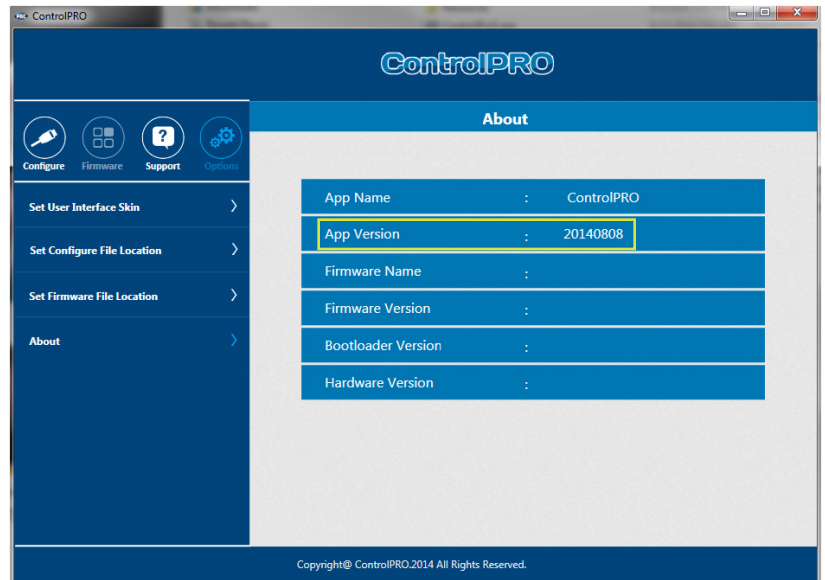 ControlPRO
ControlPRO
About
Configure
Firmware
Support
Options
Set User Interface Skin
Set Configure File Location
Set Firmware File Location
About
App Name : ControlPRO
App Version : 20140808
Firmware Name :
Firmware Version :
Bootloader Version :
Hardware Version :
Copyright@ ControlPRO.2014 All Rights Reserved.